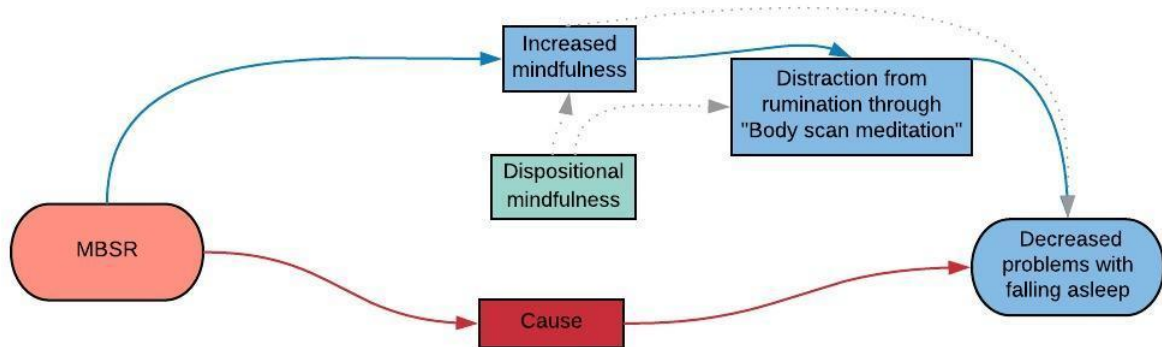 Increased
mindfulness
Distraction from
rumination through
"Body scan meditation"
Dispositional
mindfulness
MBSR
Decreased
problems with
falling asleep
Cause